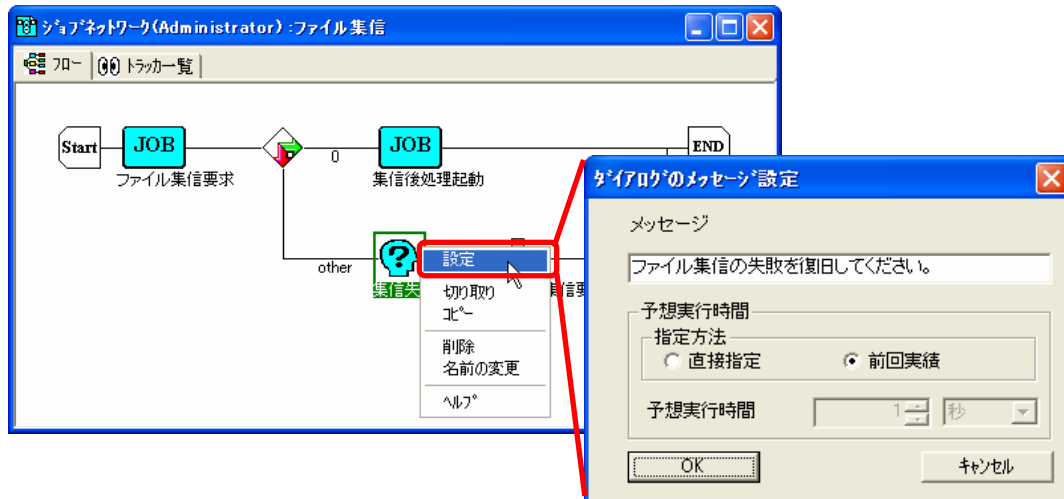 ジョブネットワーク(Administrator):ファイル集信
フロー トラッカ一覧
Start JOB 0 JOB END
ファイル集信要求 集信後処理起動
other
集信失
設定
切り取り
コピー
削除
名前の変更
ヘルプ
ダイアログのメッセージ設定
メッセージ
ファイル集信の失敗を復旧してください。
予想実行時間
指定方法
直接指定 前回実績
予想実行時間 1 秒
OK キャンセル